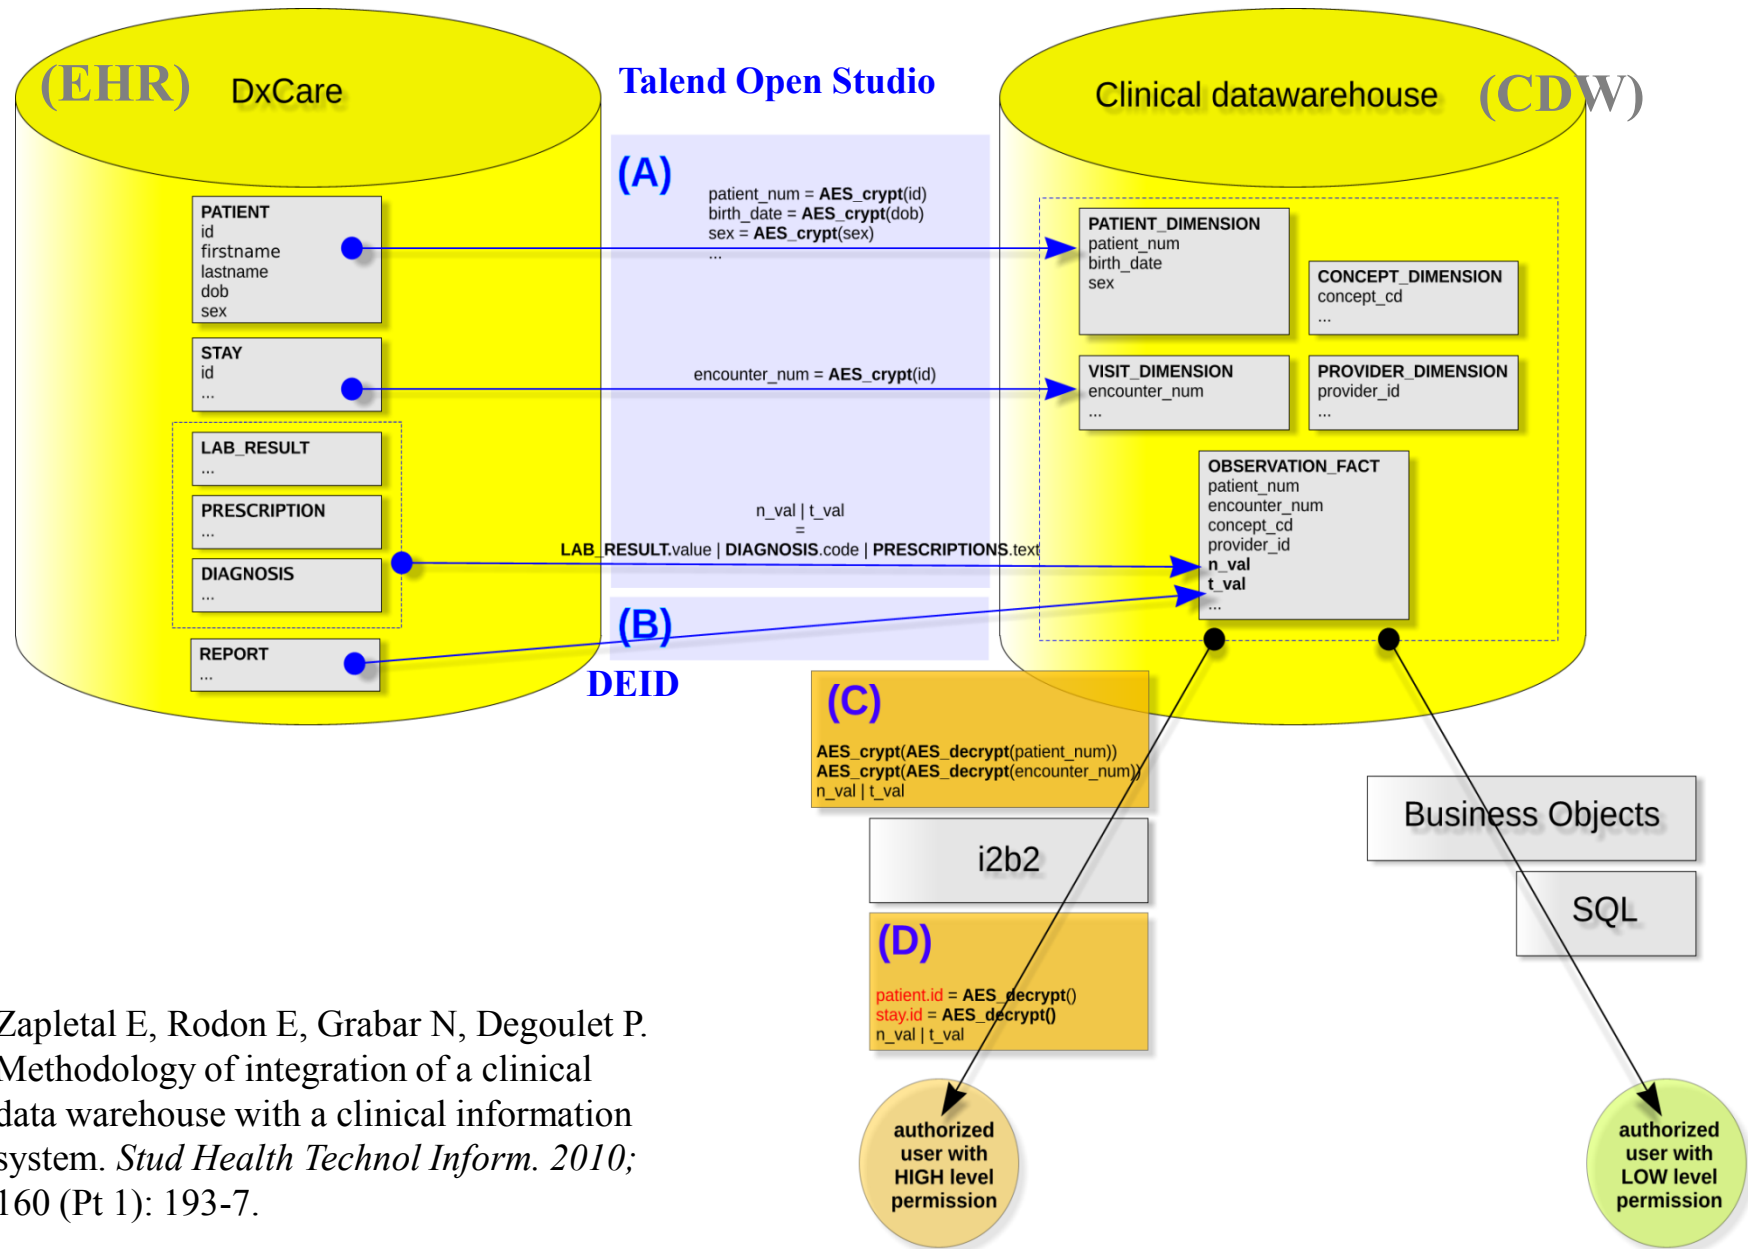 (EHR)
DxCare
Talend Open Studio
Clinical datawarehouse
(CDW)
PATIENT
id
firstname
lastname
dob
sex
STAY
id
...
LAB_RESULT
...
PRESCRIPTION
...
DIAGNOSIS
...
REPORT
...
(A)
patient_num = AES_crypt(id)
birth_date = AES_crypt(dob)
sex = AES_crypt(sex)
...
encounter_num = AES_crypt(id)
n_val | t_val
=
LAB_RESULT.value | DIAGNOSIS.code | PRESCRIPTIONS.text
(B)
DEID
PATIENT_DIMENSION
patient_num
birth_date
sex
CONCEPT_DIMENSION
concept_cd
...
VISIT_DIMENSION
encounter_num
...
PROVIDER_DIMENSION
provider_id
...
OBSERVATION_FACT
patient_num
encounter_num
concept_cd
provider_id
n_val
t_val
...
(C)
AES_crypt(AES_decrypt(patient_num))
AES_crypt(AES_decrypt(encounter_num))
n_val | t_val
i2b2
(D)
patient.id = AES_decrypt()
stay.id = AES_decrypt()
n_val | t_val
Business Objects
SQL
authorized
user with
HIGH level
permission
authorized
user with
LOW level
permission
Zapletal E, Rodon E, Grabar N, Degoulet P.
Methodology of integration of a clinical
data warehouse with a clinical information
system. Stud Health Technol Inform. 2010;
160 (Pt 1): 193-7.